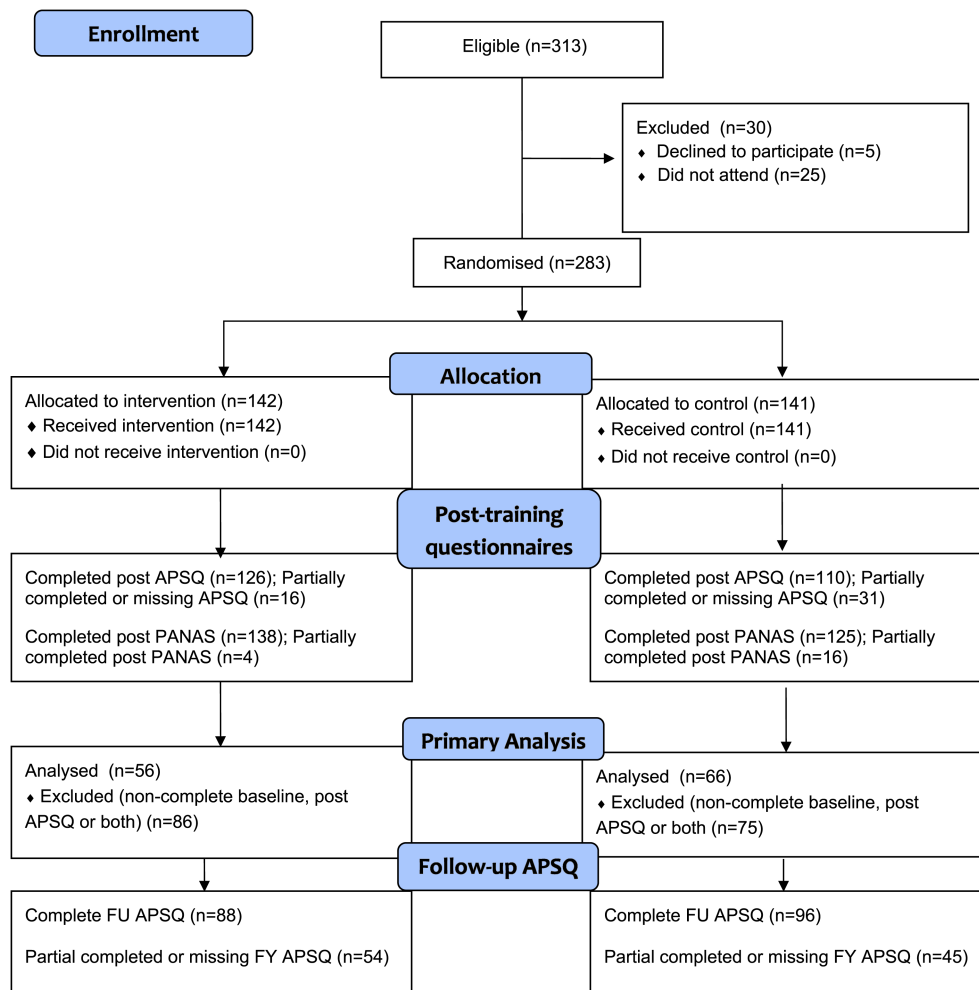 Enrollment
Eligible (n=313)
Excluded (n=30)
♦ Declined to participate (n=5)
♦ Did not attend (n=25)
Randomised (n=283)
Allocation
Allocated to intervention (n=142)
♦ Received intervention (n=142)
♦ Did not receive intervention (n=0)
Allocated to control (n=141)
♦ Received control (n=141)
♦ Did not receive control (n=0)
Post-training
questionnaires
Completed post APSQ (n=126); Partially
completed or missing APSQ (n=16)
Completed post PANAS (n=138); Partially
completed post PANAS (n=4)
Completed post APSQ (n=110); Partially
completed or missing APSQ (n=31)
Completed post PANAS (n=125); Partially
completed post PANAS (n=16)
Primary Analysis
Analysed (n=56)
♦ Excluded (non-complete baseline, post
APSQ or both) (n=86)
Analysed (n=66)
♦ Excluded (non-complete baseline, post
APSQ or both (n=75)
Follow-up APSQ
Complete FU APSQ (n=88)
Partial completed or missing FY APSQ (n=54)
Complete FU APSQ (n=96)
Partial completed or missing FY APSQ (n=45)